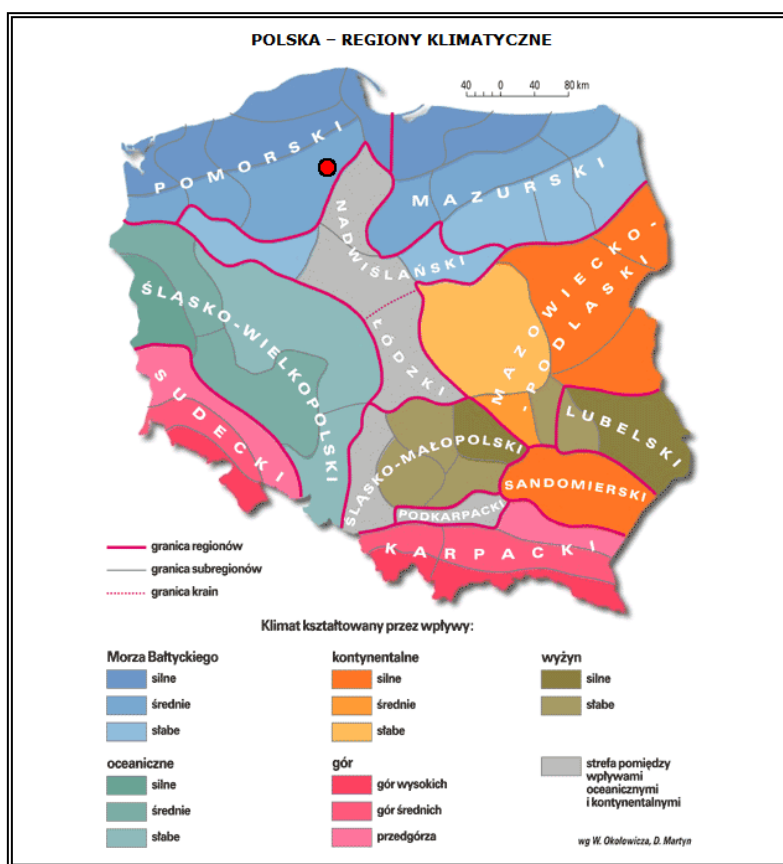 POLSKA – REGIONY KLIMATYCZNE
40 0 40 80 km
POMORSKI
MAZURSKI
NADWIŚLAŃSKI
MAZOWIECKO-
-PODLASKI
ŚLĄSKO-WIELKOPOLSKI
ŁÓDZKI
SUDECKI
LUBELSKI
ŚLĄSKO-MAŁOPOLSKI
SANDOMIERSKI
PODKARPACKI
KARPACKI
granica regionów
granica subregionów
granica krain
Klimat kształtowany przez wpływy:
Morza Bałtyckiego
silne
średnie
słabe
kontynentalne
silne
średnie
słabe
wyżyn
silne
słabe
oceaniczne
silne
średnie
słabe
gór
gór wysokich
gór średnich
przedgórza
strefa pomiędzy
wpływami
oceanicznymi
i kontynentalnymi
wg W. Okołowicza, D. Martyn